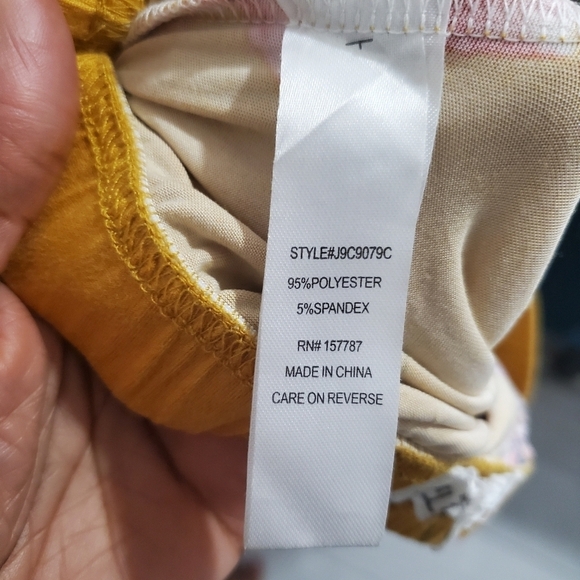 STYLE#J9C9079C
95%POLYESTER
5%SPANDEX
RN# 157787
MADE IN CHINA
CARE ON REVERSE